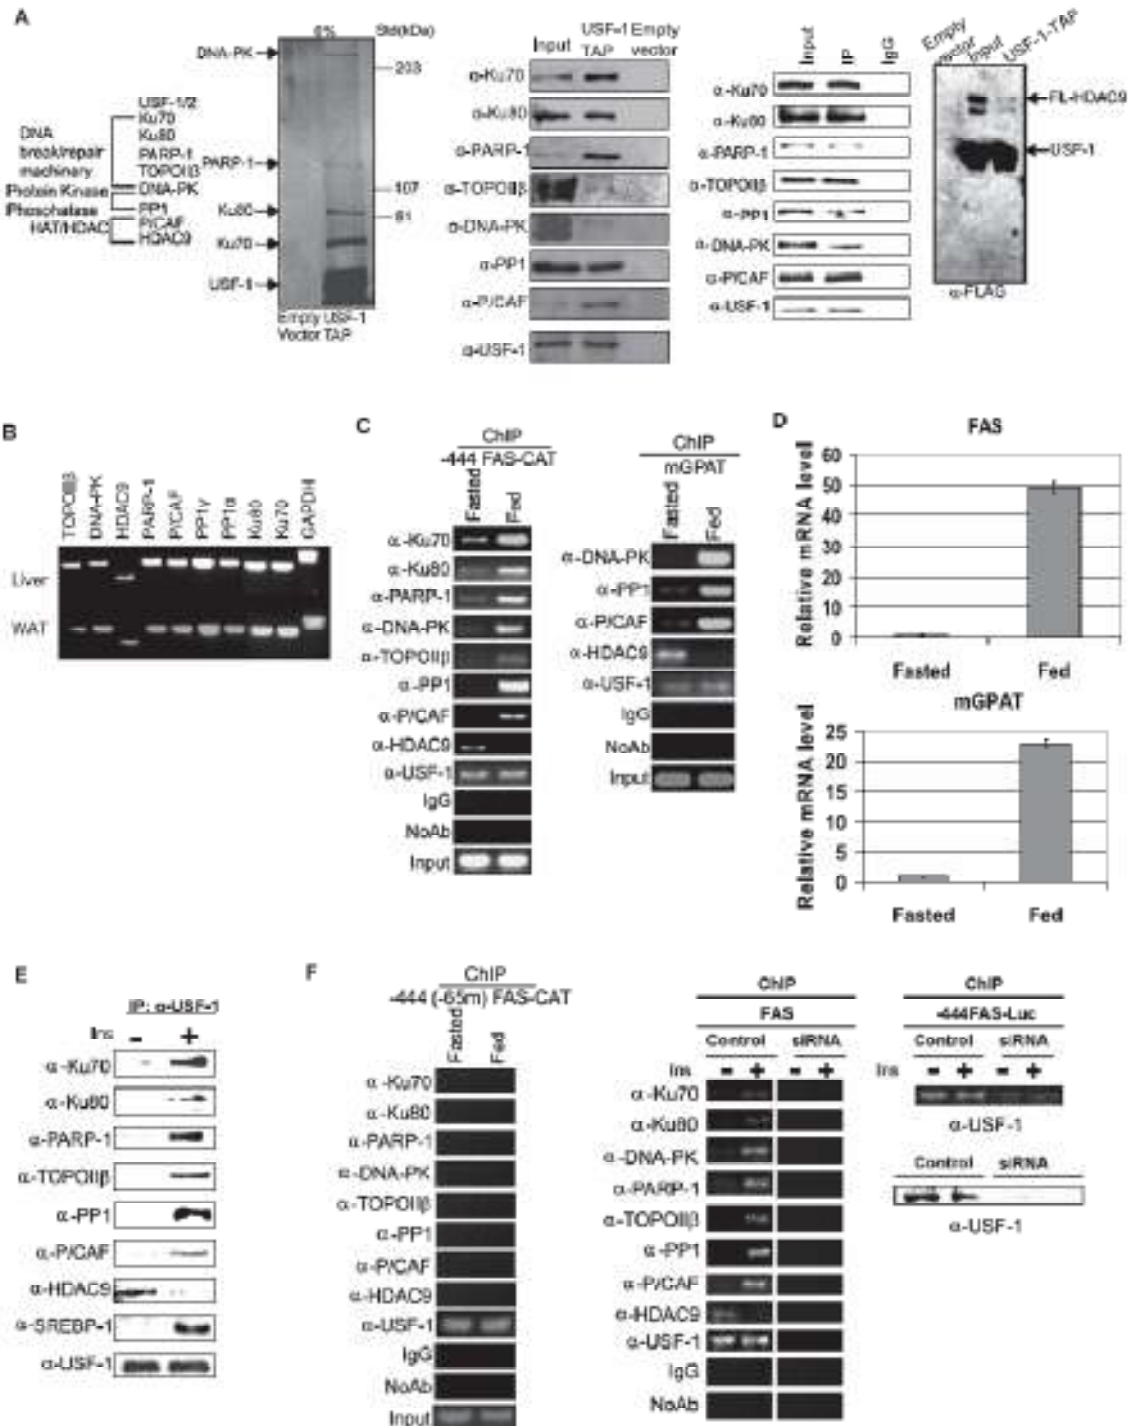 A
6%
Std(kDa)
DNA-PK
203
USF-1/2
Ku70
Ku80
PARP-1
TOPOIIβ
DNA-PK
PP1
P/CAF
HDAC9
DNA
break/repair
machinery
Protein Kinase
Phosphatase
HAT/HDAC
PARP-1
107
Ku80
81
Ku70
USF-1
Empty USF-1
Vector TAP
Input
USF-1
TAP
Empty
vector
α-Ku70
α-Ku80
α-PARP-1
α-TOPOIIβ
α-DNA-PK
α-PP1
α-P/CAF
α-USF-1
Input
IP
IgG
α-Ku70
α-Ku80
α-PARP-1
α-TOPOIIβ
α-PP1
α-DNA-PK
α-P/CAF
α-USF-1
Empty
vector
Input
USF-1-TAP
FL-HDAC9
USF-1
α-FLAG
B
TOPOIIβ
DNA-PK
HDAC9
PARP-1
P/CAF
PP1γ
PP1α
Ku80
Ku70
GAPDH
Liver
WAT
C
ChIP
-444 FAS-CAT
Fasted
Fed
α-Ku70
α-Ku80
α-PARP-1
α-DNA-PK
α-TOPOIIβ
α-PP1
α-P/CAF
α-HDAC9
α-USF-1
IgG
NoAb
Input
ChIP
mGPAT
Fasted
Fed
α-DNA-PK
α-PP1
α-P/CAF
α-HDAC9
α-USF-1
IgG
NoAb
Input
D
FAS
Relative mRNA level
60
50
40
30
20
10
0
Fasted Fed
mGPAT
Relative mRNA level
25
20
15
10
5
0
Fasted Fed
E
IP: α-USF-1
Ins - +
α-Ku70
α-Ku80
α-PARP-1
α-TOPOIIβ
α-PP1
α-P/CAF
α-HDAC9
α-SREBP-1
α-USF-1
F
ChIP
-444 (-65m) FAS-CAT
Fasted
Fed
α-Ku70
α-Ku80
α-PARP-1
α-DNA-PK
α-TOPOIIβ
α-PP1
α-P/CAF
α-HDAC9
α-USF-1
IgG
NoAb
Input
ChIP
FAS
Control siRNA
Ins - + - +
α-Ku70
α-Ku80
α-DNA-PK
α-PARP-1
α-TOPOIIβ
α-PP1
α-P/CAF
α-HDAC9
α-USF-1
IgG
NoAb
ChIP
-444FAS-Luc
Control siRNA
Ins - + - +
α-USF-1
Control siRNA
α-USF-1